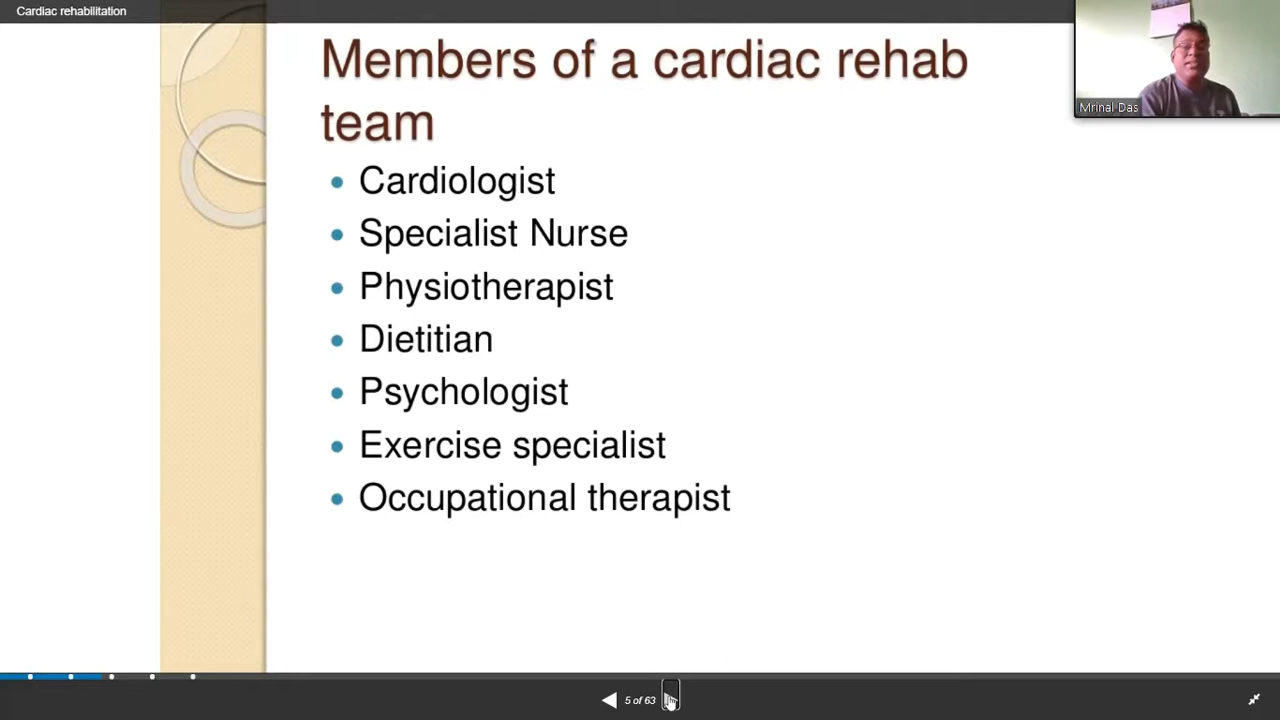 Cardiac rehabilitation
Members of a cardiac rehab
team
Mrinal Das
Cardiologist
Specialist Nurse
Physiotherapist
Dietitian
Psychologist
Exercise specialist
Occupational therapist
5 of 63